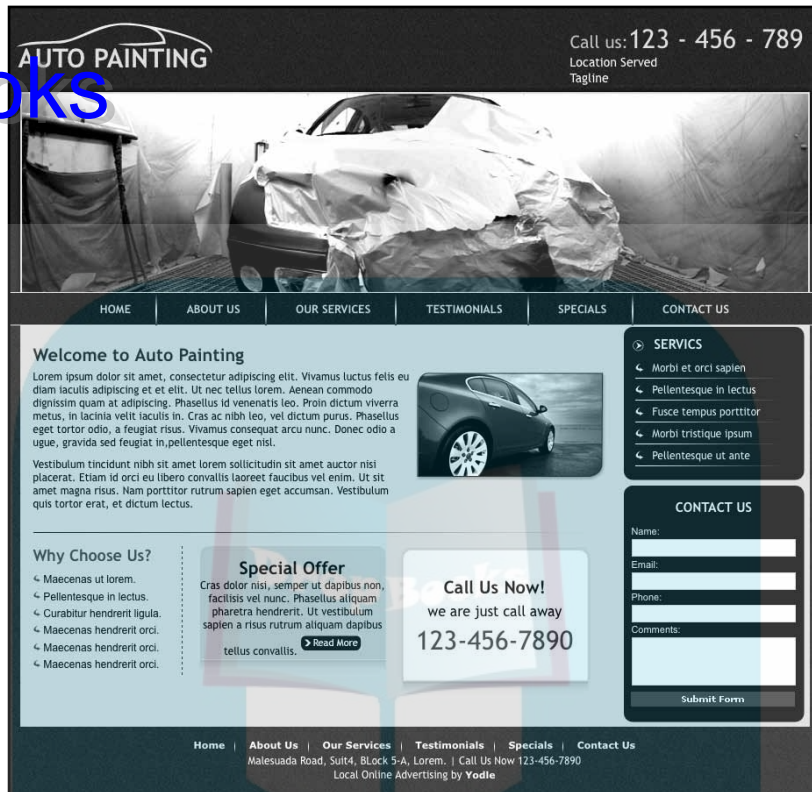 AUTO PAINTING
Call us:123 - 456 - 789
Location Served
Tagline
oks
HOME ABOUT US OUR SERVICES TESTIMONIALS SPECIALS CONTACT US
Welcome to Auto Painting
Lorem ipsum dolor sit amet, consectetur adipiscing elit. Vivamus luctus felis eu
diam iaculis adipiscing et et elit. Ut nec tellus lorem. Aenean commodo
dignissim quam at adipiscing. Phasellus id venenatis leo. Proin dictum viverra
metus, in lacinia velit iaculis in. Cras ac nibh leo, vel dictum purus. Phasellus
eget tortor odio, a feugiat risus. Vivamus consequat arcu nunc. Donec odio a
ugue, gravida sed feugiat in,pellentesque eget nisl.
Vestibulum tincidunt nibh sit amet lorem sollicitudin sit amet auctor nisi
placerat. Etiam id orci eu libero convallis laoreet faucibus vel enim. Ut sit
amet magna risus. Nam porttitor rutrum sapien eget accumsan. Vestibulum
quis tortor erat, et dictum lectus.
SERVICS
Morbi et orci sapien
Pellentesque in lectus
Fusce tempus porttitor
Morbi tristique ipsum
Pellentesque ut ante
Why Choose Us?
Maecenas ut lorem.
Pellentesque in lectus.
Curabitur hendrerit ligula.
Maecenas hendrerit orci.
Maecenas hendrerit orci.
Maecenas hendrerit orci.
Special Offer
Cras dolor nisi, semper ut dapibus non,
facilisis vel nunc. Phasellus aliquam
pharetra hendrerit. Ut vestibulum
sapien a risus rutrum aliquam dapibus
tellus convallis. Read More
Call Us Now!
we are just call away
123-456-7890
CONTACT US
Name:
Email:
Phone:
Comments:
Submit Form
Home | About Us | Our Services | Testimonials | Specials | Contact Us
Malesuada Road, Suit4, BLock 5-A, Lorem. | Call Us Now 123-456-7890
Local Online Advertising by Yodle